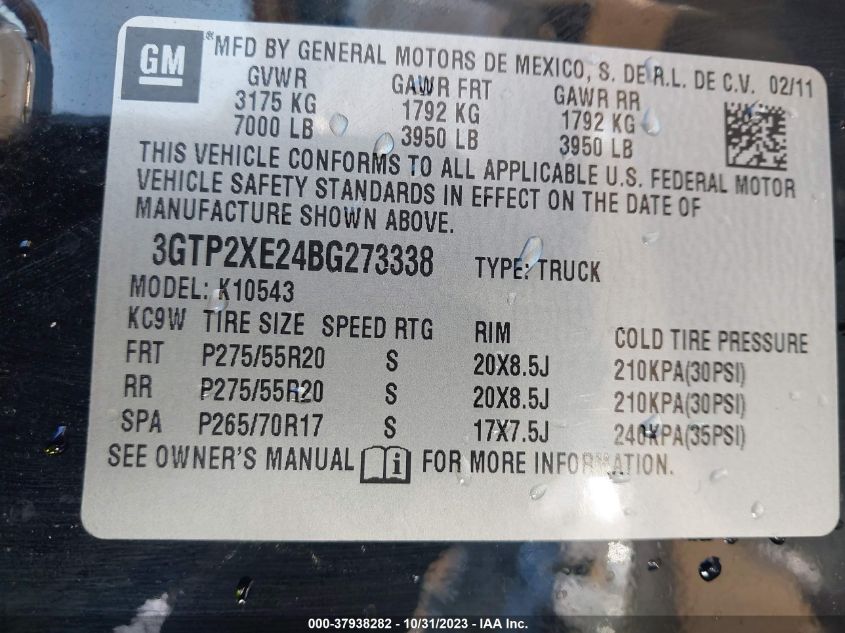 GM
*MFD BY GENERAL MOTORS DE MEXICO, S. DE R.L. DE C.V. 02/11
GVWR GAWR FRT GAWR RR
3175 KG 1792 KG 1792 KG
7000 LB 3950 LB 3950 LB
THIS VEHICLE CONFORMS TO ALL APPLICABLE U.S. FEDERAL MOTOR
VEHICLE SAFETY STANDARDS IN EFFECT ON THE DATE OF
MANUFACTURE SHOWN ABOVE.
3GTP2XE24BG273338 TYPE: TRUCK
MODEL: K10543
KC9W TIRE SIZE SPEED RTG RIM COLD TIRE PRESSURE
FRT P275/55R20 S 20X8.5J 210KPA(30PSI)
RR P275/55R20 S 20X8.5J 210KPA(30PSI)
SPA P265/70R17 S 17X7.5J 240KPA(35PSI)
SEE OWNER'S MANUAL i FOR MORE INFORMATION.
000-37938282 - 10/31/2023 - IAA Inc.